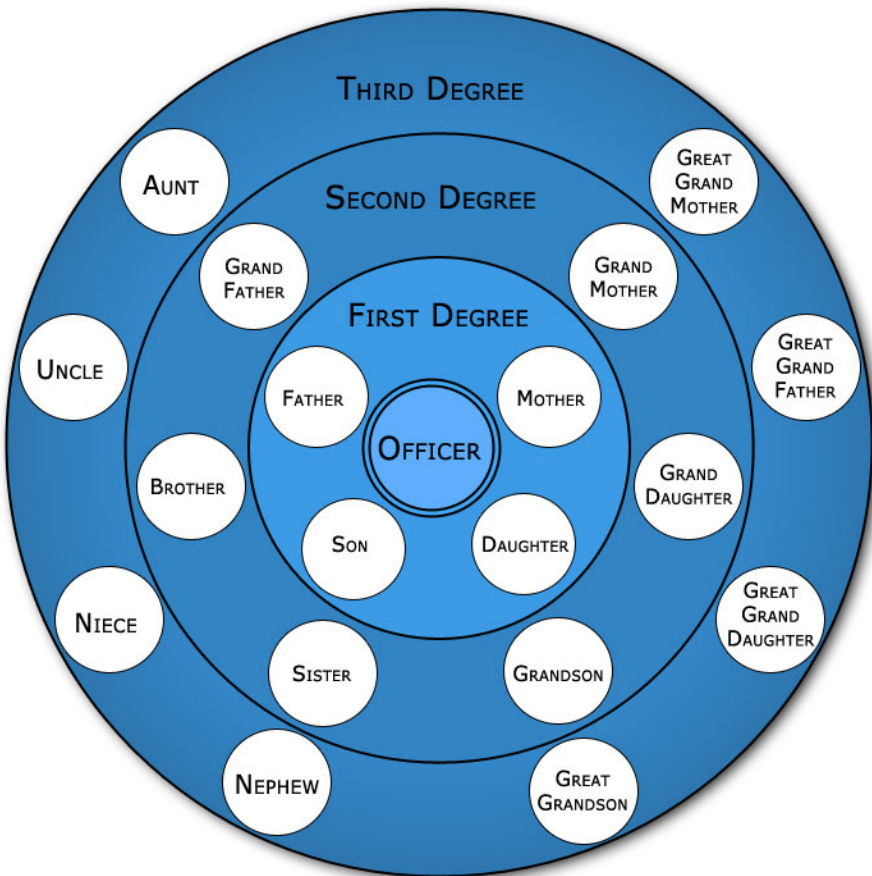 Third Degree
Aunt
Great
Grand
Mother
Second Degree
Grand
Father
Grand
Mother
First Degree
Uncle
Great
Grand
Father
Father
Mother
Officer
Brother
Grand
Daughter
Son
Daughter
Niece
Great
Grand
Daughter
Sister
Grandson
Nephew
Great
Grandson